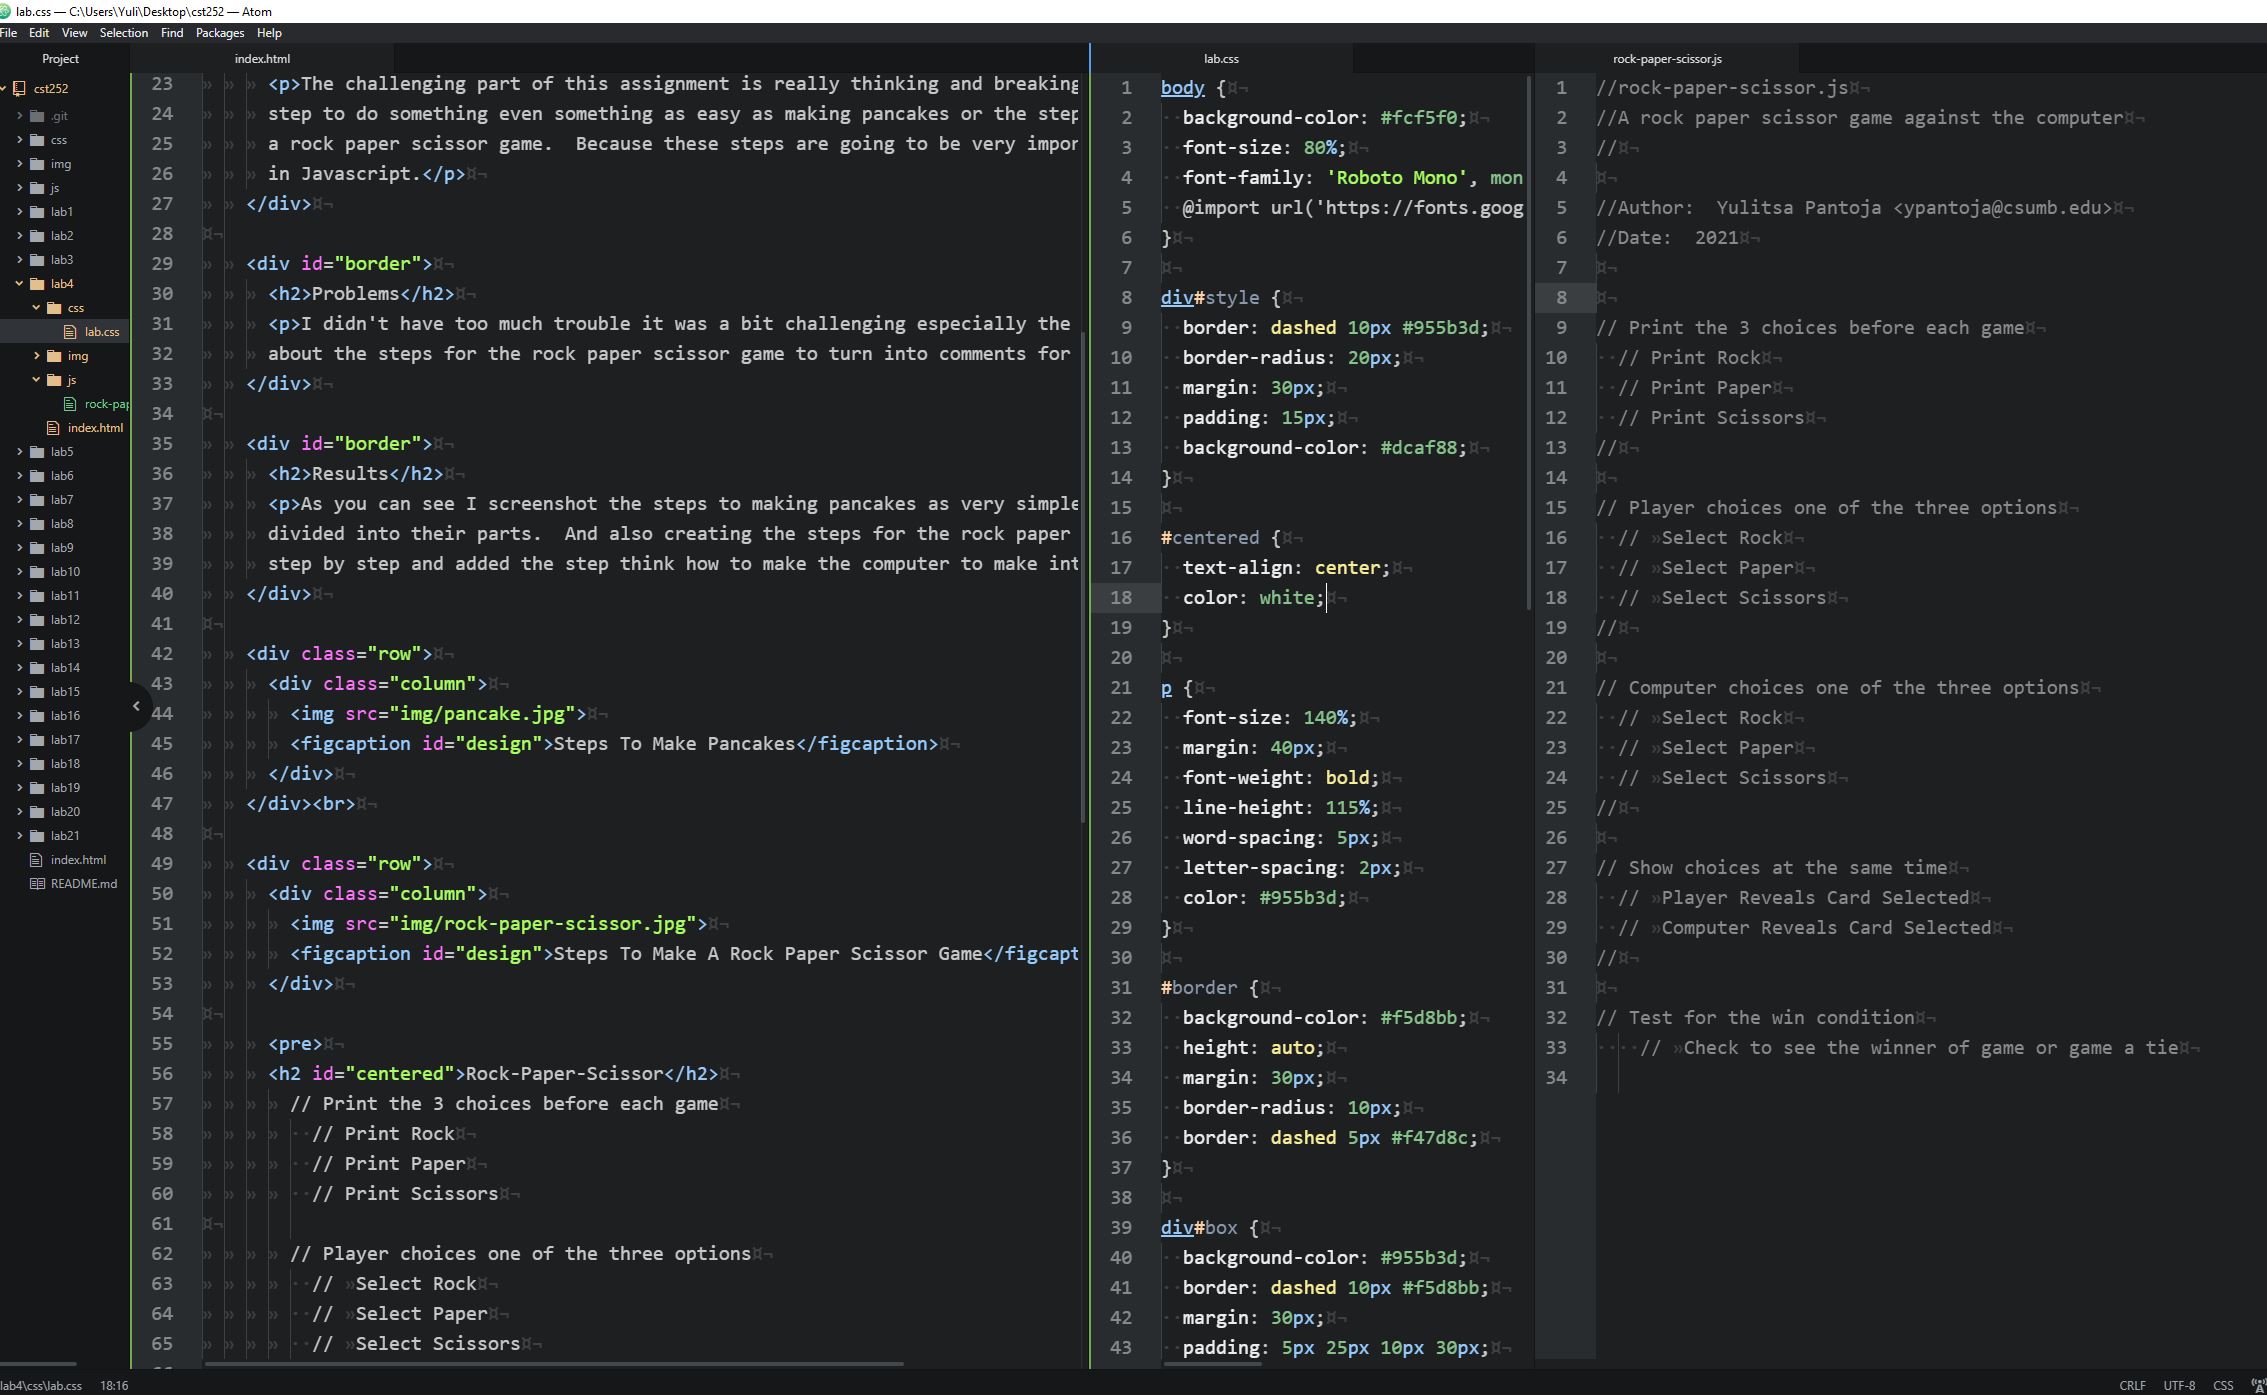 lab.css — C:\Users\Yuli\Desktop\cst252 — Atom
File Edit View Selection Find Packages Help
Project
cst252
.git
css
img
js
lab1
lab2
lab3
lab4
css
lab.css
img
js
rock-pap
index.html
lab5
lab6
lab7
lab8
lab9
lab10
lab11
lab12
lab13
lab14
lab15
lab16
lab17
lab18
lab19
lab20
lab21
index.html
README.md
index.html
23 <p>The challenging part of this assignment is really thinking and breaking
24 step to do something even something as easy as making pancakes or the step
25 a rock paper scissor game.  Because these steps are going to be very impor
26 in Javascript.</p>
27 </div>
28
29 <div id="border">
30 <h2>Problems</h2>
31 <p>I didn't have too much trouble it was a bit challenging especially the
32 about the steps for the rock paper scissor game to turn into comments for
33 </div>
34
35 <div id="border">
36 <h2>Results</h2>
37 <p>As you can see I screenshot the steps to making pancakes as very simple
38 divided into their parts.  And also creating the steps for the rock paper
39 step by step and added the step think how to make the computer to make int
40 </div>
41
42 <div class="row">
43 <div class="column">
44 <img src="img/pancake.jpg">
45 <figcaption id="design">Steps To Make Pancakes</figcaption>
46 </div>
47 </div><br>
48
49 <div class="row">
50 <div class="column">
51 <img src="img/rock-paper-scissor.jpg">
52 <figcaption id="design">Steps To Make A Rock Paper Scissor Game</figcapt
53 </div>
54
55 <pre>
56 <h2 id="centered">Rock-Paper-Scissor</h2>
57 // Print the 3 choices before each game
58 // Print Rock
59 // Print Paper
60 // Print Scissors
61
62 // Player choices one of the three options
63 // »Select Rock
64 // »Select Paper
65 // »Select Scissors
lab.css
1 body {
2 background-color: #fcf5f0;
3 font-size: 80%;
4 font-family: 'Roboto Mono', mon
5 @import url('https://fonts.goog
6 }
7
8 div#style {
9 border: dashed 10px #955b3d;
10 border-radius: 20px;
11 margin: 30px;
12 padding: 15px;
13 background-color: #dcaf88;
14 }
15
16 #centered {
17 text-align: center;
18 color: white;
19 }
20
21 p {
22 font-size: 140%;
23 margin: 40px;
24 font-weight: bold;
25 line-height: 115%;
26 word-spacing: 5px;
27 letter-spacing: 2px;
28 color: #955b3d;
29 }
30
31 #border {
32 background-color: #f5d8bb;
33 height: auto;
34 margin: 30px;
35 border-radius: 10px;
36 border: dashed 5px #f47d8c;
37 }
38
39 div#box {
40 background-color: #955b3d;
41 border: dashed 10px #f5d8bb;
42 margin: 30px;
43 padding: 5px 25px 10px 30px;
rock-paper-scissor.js
1 //rock-paper-scissor.js
2 //A rock paper scissor game against the computer
3 //
4
5 //Author:  Yulitsa Pantoja <ypantoja@csumb.edu>
6 //Date:  2021
7
8
9 // Print the 3 choices before each game
10 // Print Rock
11 // Print Paper
12 // Print Scissors
13 //
14
15 // Player choices one of the three options
16 // »Select Rock
17 // »Select Paper
18 // »Select Scissors
19 //
20
21 // Computer choices one of the three options
22 // »Select Rock
23 // »Select Paper
24 // »Select Scissors
25 //
26
27 // Show choices at the same time
28 // »Player Reveals Card Selected
29 // »Computer Reveals Card Selected
30 //
31
32 // Test for the win condition
33 // »Check to see the winner of game or game a tie
34
lab4\css\lab.css 18:16
CRLF UTF-8 CSS